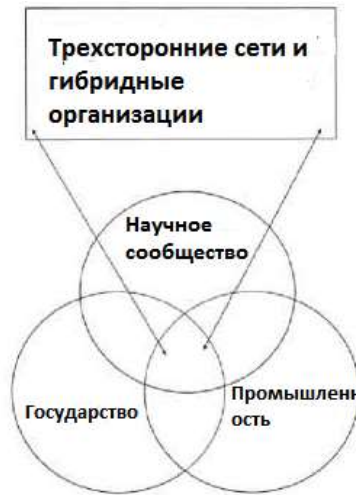 Трехсторонние сети и
гибридные
организации
Научное
сообщество
Государство
Промышленн
ость